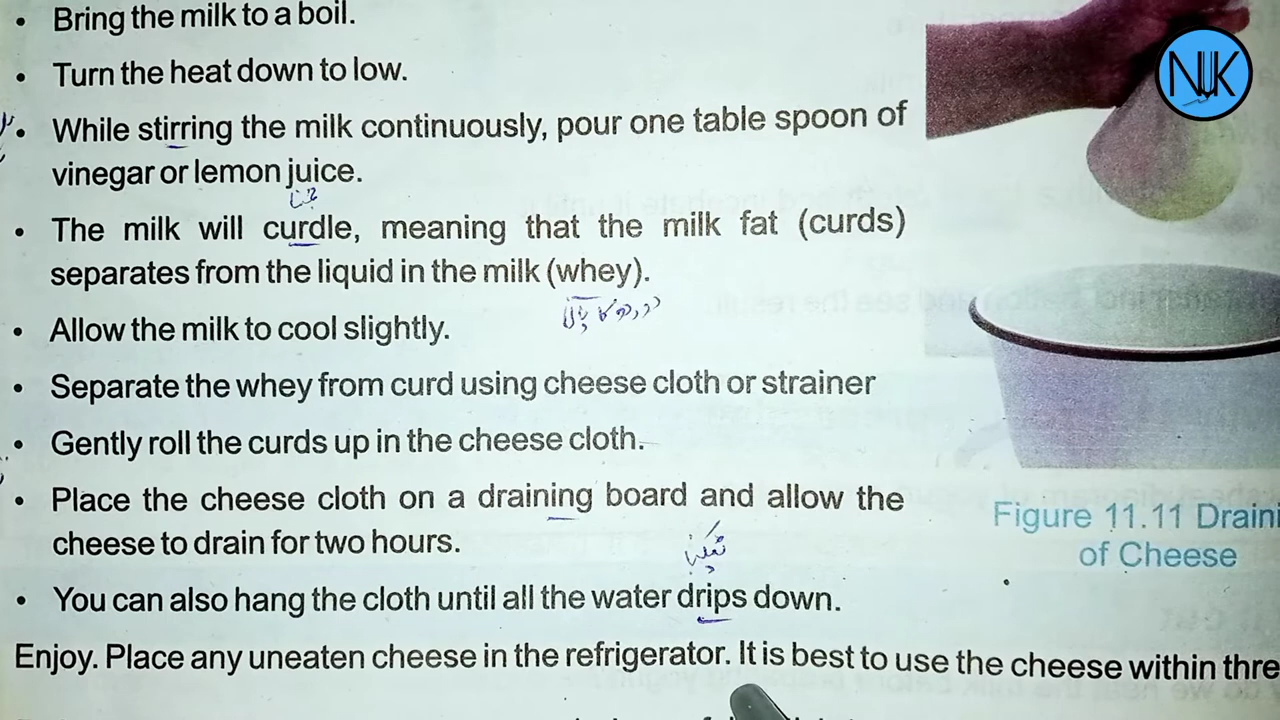 • Bring the milk to a boil.
• Turn the heat down to low.
• While stirring the milk continuously, pour one table spoon of
vinegar or lemon juice.
• The milk will curdle, meaning that the milk fat (curds)
separates from the liquid in the milk (whey).
• Allow the milk to cool slightly.
• Separate the whey from curd using cheese cloth or strainer
• Gently roll the curds up in the cheese cloth.
• Place the cheese cloth on a draining board and allow the
cheese to drain for two hours.
• You can also hang the cloth until all the water drips down.
Enjoy. Place any uneaten cheese in the refrigerator. It is best to use the cheese within thre
NJK
Figure 11.11 Draini
of Cheese